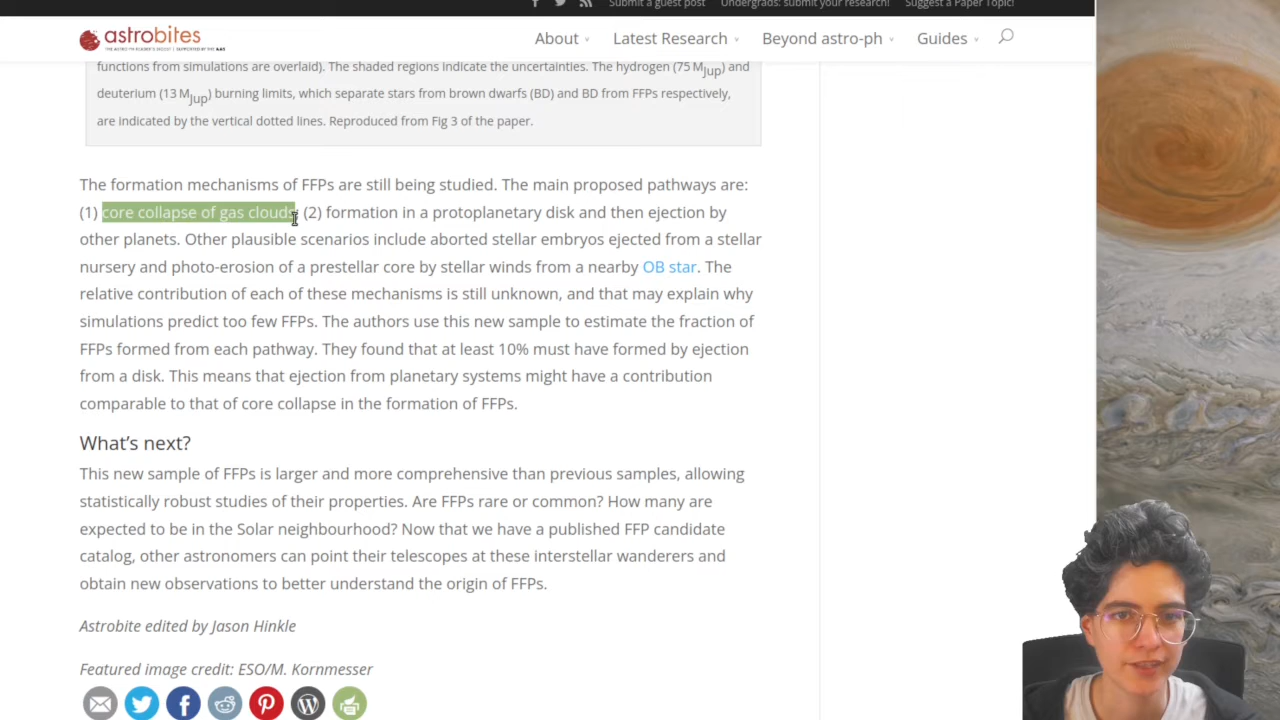 Submit a guest post Undergrads: submit your research! Suggest a Paper Topic!
astrobites About Latest Research Beyond astro-ph Guides
THE ASTRO-PH READER'S DIGEST | SUPPORTED BY THE AAS
functions from simulations are overlaid). The shaded regions indicate the uncertainties. The hydrogen (75 MJup) and
deuterium (13 MJup) burning limits, which separate stars from brown dwarfs (BD) and BD from FFPs respectively,
are indicated by the vertical dotted lines. Reproduced from Fig 3 of the paper.
The formation mechanisms of FFPs are still being studied. The main proposed pathways are:
(1) core collapse of gas clouds; (2) formation in a protoplanetary disk and then ejection by
other planets. Other plausible scenarios include aborted stellar embryos ejected from a stellar
nursery and photo-erosion of a prestellar core by stellar winds from a nearby OB star. The
relative contribution of each of these mechanisms is still unknown, and that may explain why
simulations predict too few FFPs. The authors use this new sample to estimate the fraction of
FFPs formed from each pathway. They found that at least 10% must have formed by ejection
from a disk. This means that ejection from planetary systems might have a contribution
comparable to that of core collapse in the formation of FFPs.
What's next?
This new sample of FFPs is larger and more comprehensive than previous samples, allowing
statistically robust studies of their properties. Are FFPs rare or common? How many are
expected to be in the Solar neighbourhood? Now that we have a published FFP candidate
catalog, other astronomers can point their telescopes at these interstellar wanderers and
obtain new observations to better understand the origin of FFPs.
Astrobite edited by Jason Hinkle
Featured image credit: ESO/M. Kornmesser